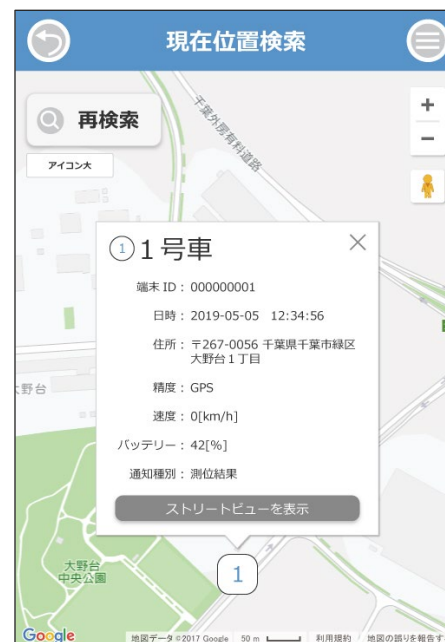 現在位置検索
再検索
アイコン大
千葉外房有料道路
+
−
① 1号車
端末 ID : 000000001
日時 : 2019-05-05 12:34:56
住所 : 〒267-0056 千葉県千葉市緑区
大野台1丁目
精度 : GPS
速度 : 0[km/h]
バッテリー : 42[%]
通知種別 : 測位結果
ストリートビューを表示
野台
1
大野台
中央公園
Google
地図データ ©2017 Google 50 m 利用規約 地図の誤りを報告す